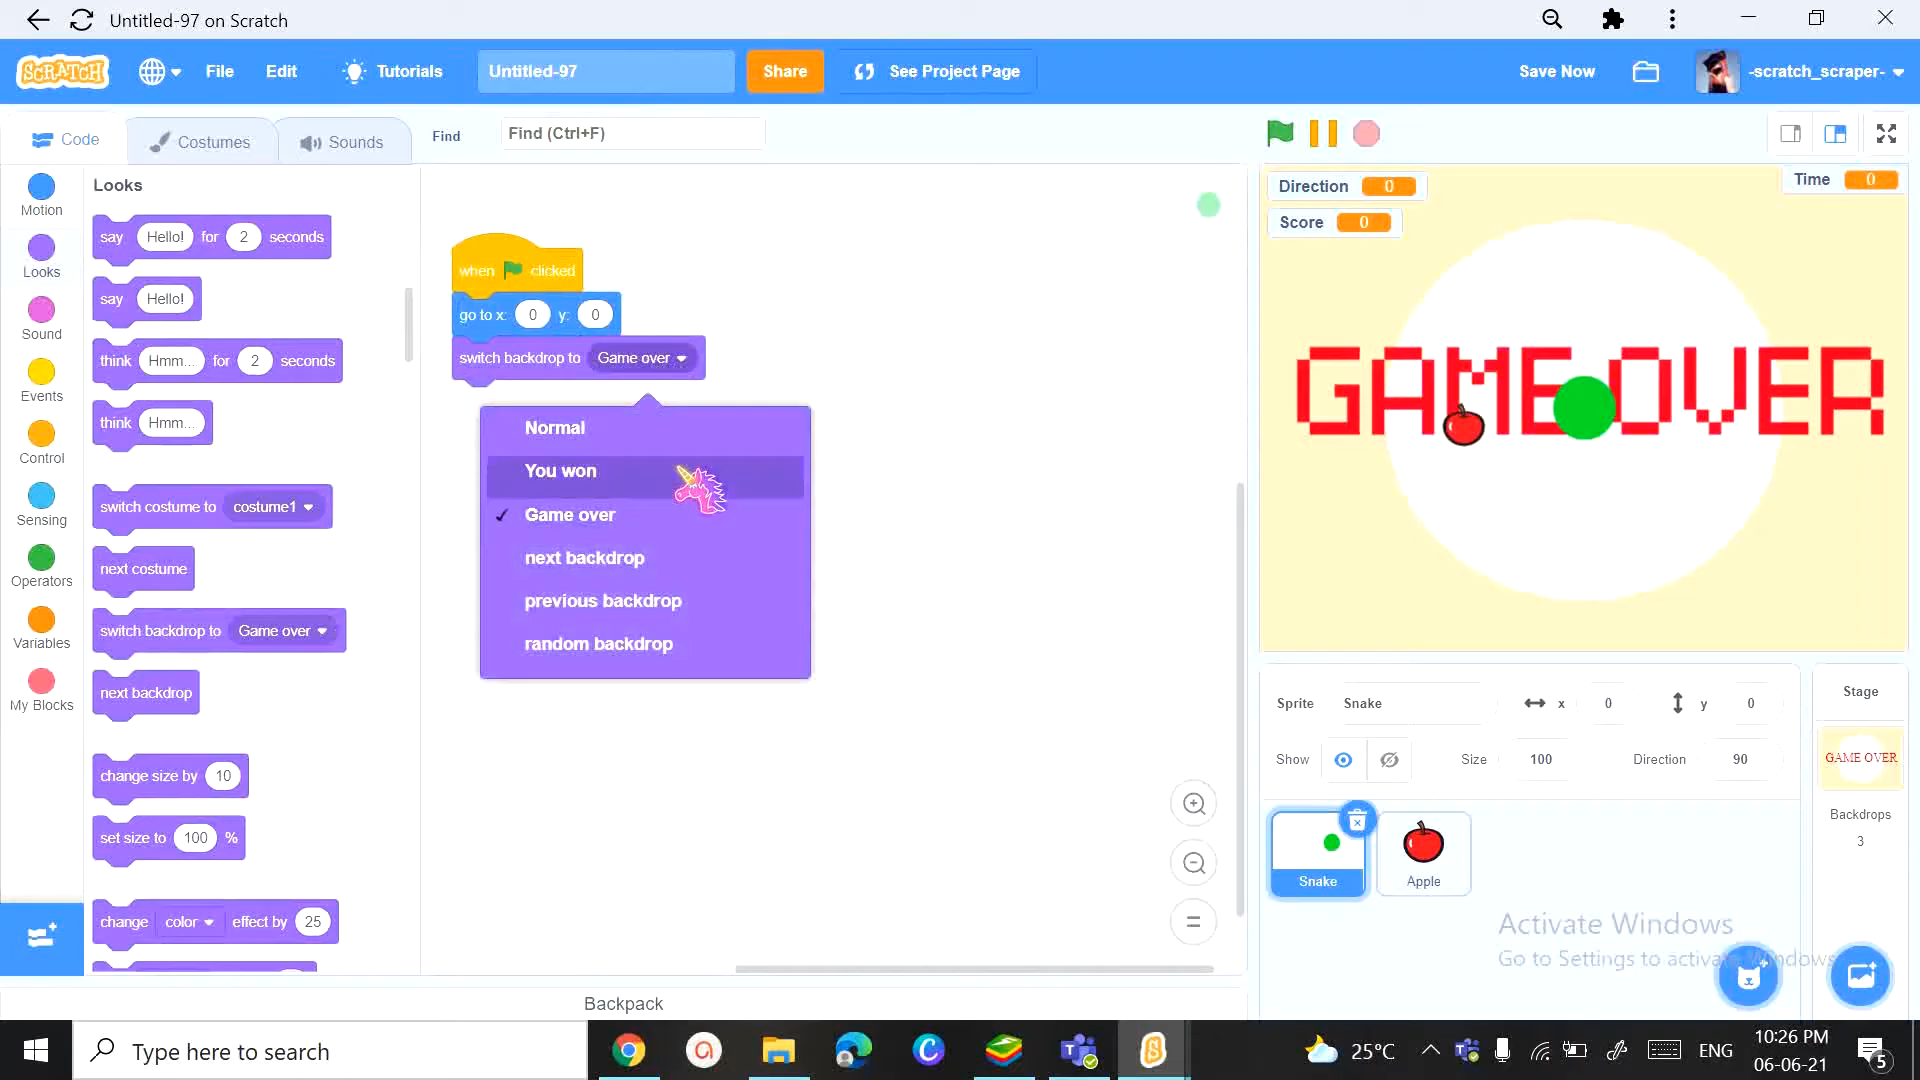 Untitled-97 on Scratch
SCRATCH
File
Edit
Tutorials
Untitled-97
Share
See Project Page
Save Now
-scratch_scraper-
Code
Costumes
Sounds
Find
Find (Ctrl+F)
Motion
Looks
Sound
Events
Control
Sensing
Operators
Variables
My Blocks
Looks
say Hello! for 2 seconds
say Hello!
think Hmm... for 2 seconds
think Hmm...
switch costume to costume1
next costume
switch backdrop to Game over
next backdrop
change size by 10
set size to 100 %
change color effect by 25
when clicked
go to x: 0 y: 0
switch backdrop to Game over
Normal
You won
✓ Game over
next backdrop
previous backdrop
random backdrop
Backpack
Direction 0
Score 0
Time 0
GAME OVER
Sprite Snake x 0 y 0
Show Size 100 Direction 90
Snake
Apple
Stage
GAME OVER
Backdrops
3
Activate Windows
Go to Settings to activate Windows.
Type here to search
25°C
ENG
10:26 PM
06-06-21
5